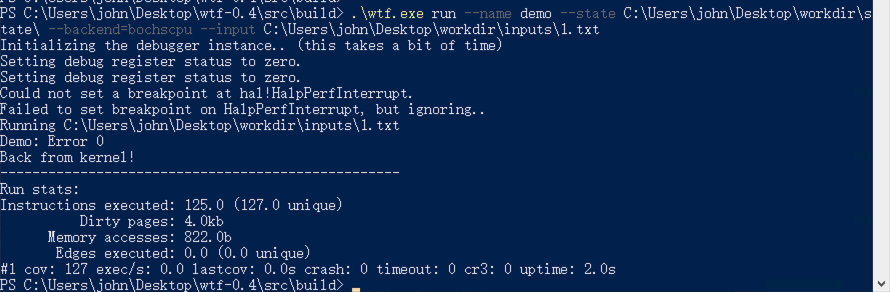 PS C:\Users\john\Desktop\wtf-0.4\src\build> .\wtf.exe run --name demo --state C:\Users\john\Desktop\workdir\s
tate\ --backend=bochscpu --input C:\Users\john\Desktop\workdir\inputs\1.txt
Initializing the debugger instance.. (this takes a bit of time)
Setting debug register status to zero.
Setting debug register status to zero.
Could not set a breakpoint at hal!HalpPerfInterrupt.
Failed to set breakpoint on HalpPerfInterrupt, but ignoring..
Running C:\Users\john\Desktop\workdir\inputs\1.txt
Demo: Error 0
Back from kernel!
--------------------------------------------------
Run stats:
Instructions executed: 125.0 (127.0 unique)
Dirty pages: 4.0kb
Memory accesses: 822.0b
Edges executed: 0.0 (0.0 unique)
#1 cov: 127 exec/s: 0.0 lastcov: 0.0s crash: 0 timeout: 0 cr3: 0 uptime: 2.0s
PS C:\Users\john\Desktop\wtf-0.4\src\build>